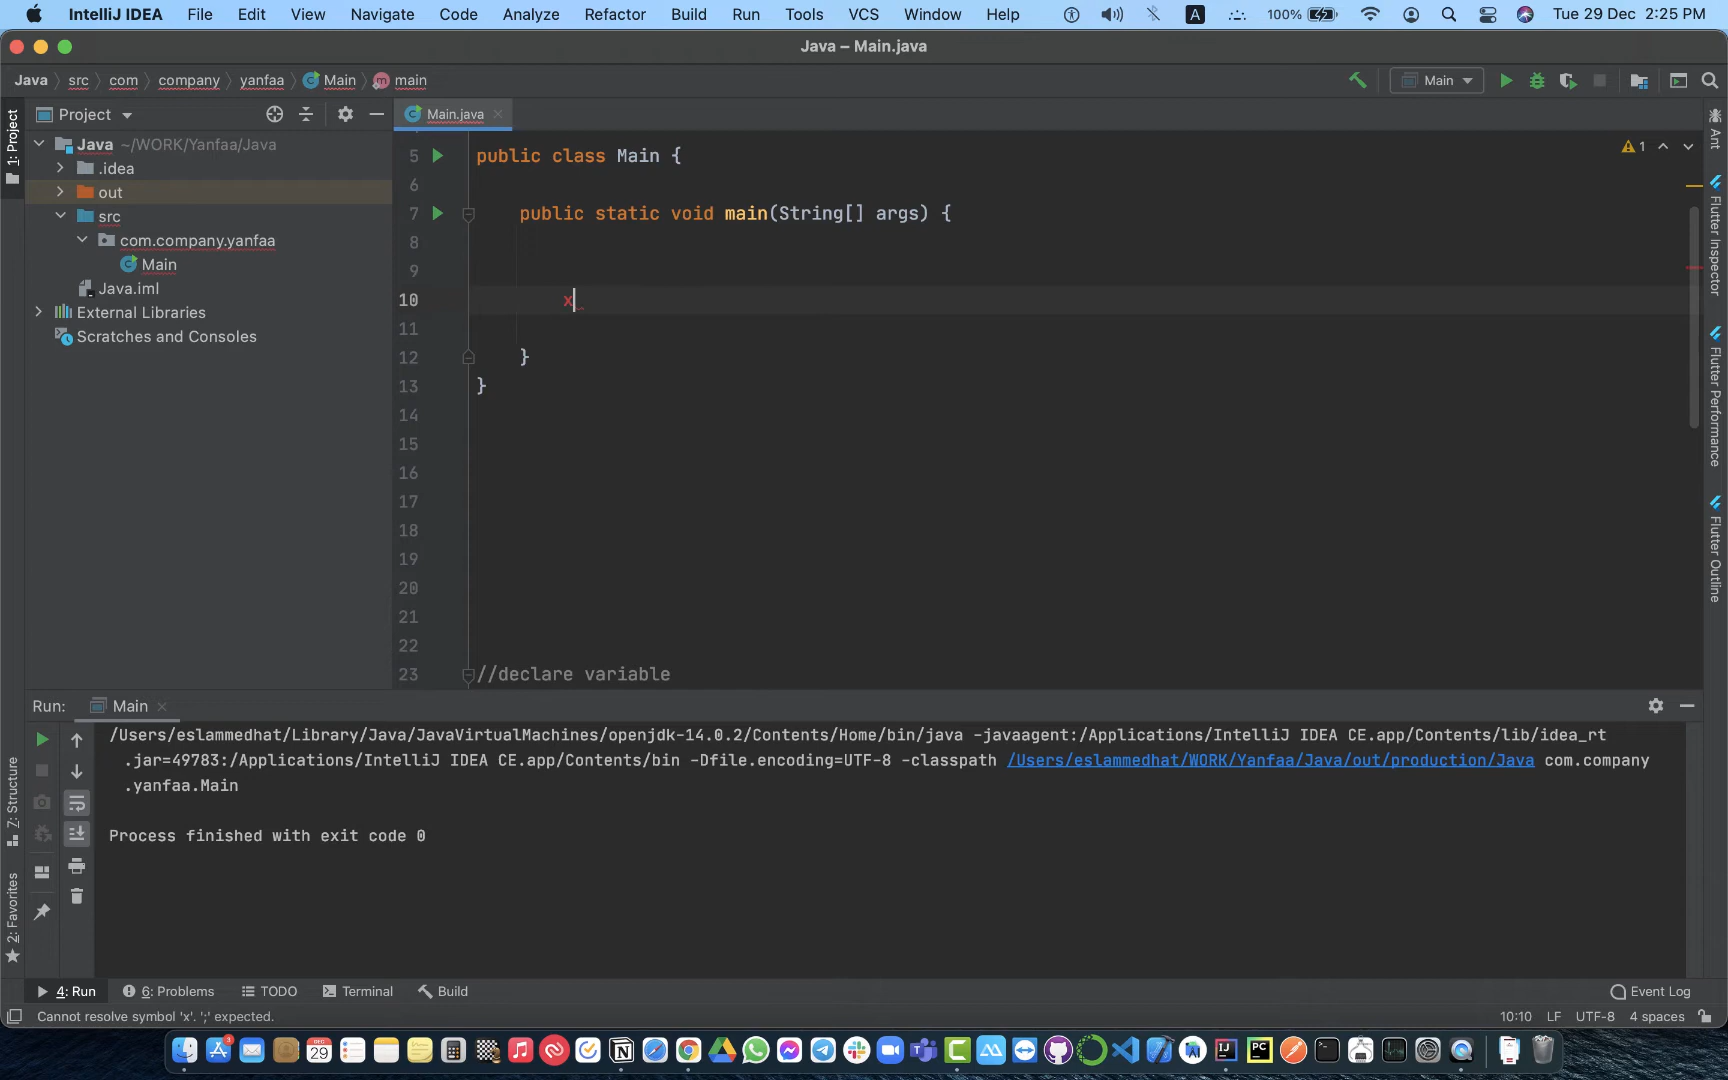 IntelliJ IDEA File Edit View Navigate Code Analyze Refactor Build Run Tools VCS Window Help A 100% Tue 29 Dec 2:25 PM
Java – Main.java
Java src com company yanfaa Main m main Main
1: Project
Project
Main.java
Java ~/WORK/Yanfaa/Java
.idea
out
src
com.company.yanfaa
Main
Java.iml
External Libraries
Scratches and Consoles
5 public class Main {
6
7 public static void main(String[] args) {
8
9
10 x
11
12 }
13 }
14
15
16
17
18
19
20
21
22
23 //declare variable
1
Ant
Flutter Inspector
Flutter Performance
Flutter Outline
Run: Main
/Users/eslammedhat/Library/Java/JavaVirtualMachines/openjdk-14.0.2/Contents/Home/bin/java -javaagent:/Applications/IntelliJ IDEA CE.app/Contents/lib/idea_rt
.jar=49783:/Applications/IntelliJ IDEA CE.app/Contents/bin -Dfile.encoding=UTF-8 -classpath /Users/eslammedhat/WORK/Yanfaa/Java/out/production/Java com.company
.yanfaa.Main
Process finished with exit code 0
Z: Structure
2: Favorites
4: Run 6: Problems TODO Terminal Build Event Log
Cannot resolve symbol 'x'. ';' expected. 10:10 LF UTF-8 4 spaces
3
DEC
29
IJ
PC